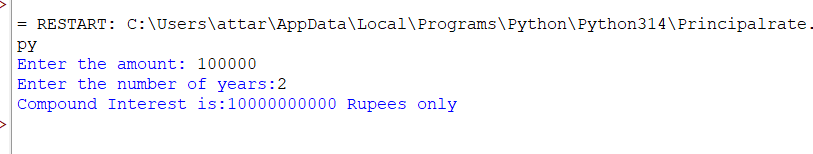 >
= RESTART: C:\Users\attar\AppData\Local\Programs\Python\Python314\Principalrate.
py
Enter the amount: 100000
Enter the number of years:2
Compound Interest is:10000000000 Rupees only
>